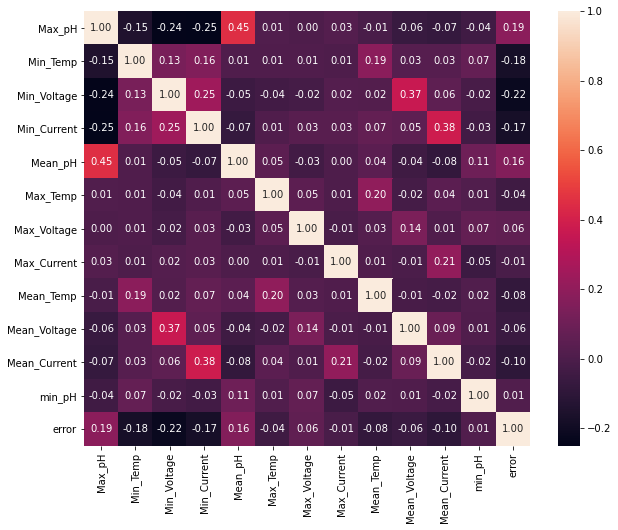 Max_pH 1.00 -0.15 -0.24 -0.25 0.45 0.01 0.00 0.03 -0.01 -0.06 -0.07 -0.04 0.19
Min_Temp -0.15 1.00 0.13 0.16 0.01 0.01 0.01 0.01 0.19 0.03 0.03 0.07 -0.18
Min_Voltage -0.24 0.13 1.00 0.25 -0.05 -0.04 -0.02 0.02 0.02 0.37 0.06 -0.02 -0.22
Min_Current -0.25 0.16 0.25 1.00 -0.07 0.01 0.03 0.03 0.07 0.05 0.38 -0.03 -0.17
Mean_pH 0.45 0.01 -0.05 -0.07 1.00 0.05 -0.03 0.00 0.04 -0.04 -0.08 0.11 0.16
Max_Temp 0.01 0.01 -0.04 0.01 0.05 1.00 0.05 0.01 0.20 -0.02 0.04 0.01 -0.04
Max_Voltage 0.00 0.01 -0.02 0.03 -0.03 0.05 1.00 -0.01 0.03 0.14 0.01 0.07 0.06
Max_Current 0.03 0.01 0.02 0.03 0.00 0.01 -0.01 1.00 0.01 -0.01 0.21 -0.05 -0.01
Mean_Temp -0.01 0.19 0.02 0.07 0.04 0.20 0.03 0.01 1.00 -0.01 -0.02 0.02 -0.08
Mean_Voltage -0.06 0.03 0.37 0.05 -0.04 -0.02 0.14 -0.01 -0.01 1.00 0.09 0.01 -0.06
Mean_Current -0.07 0.03 0.06 0.38 -0.08 0.04 0.01 0.21 -0.02 0.09 1.00 -0.02 -0.10
min_pH -0.04 0.07 -0.02 -0.03 0.11 0.01 0.07 -0.05 0.02 0.01 -0.02 1.00 0.01
error 0.19 -0.18 -0.22 -0.17 0.16 -0.04 0.06 -0.01 -0.08 -0.06 -0.10 0.01 1.00
Max_pH
Min_Temp
Min_Voltage
Min_Current
Mean_pH
Max_Temp
Max_Voltage
Max_Current
Mean_Temp
Mean_Voltage
Mean_Current
min_pH
error
1.0
0.8
0.6
0.4
0.2
0.0
−0.2